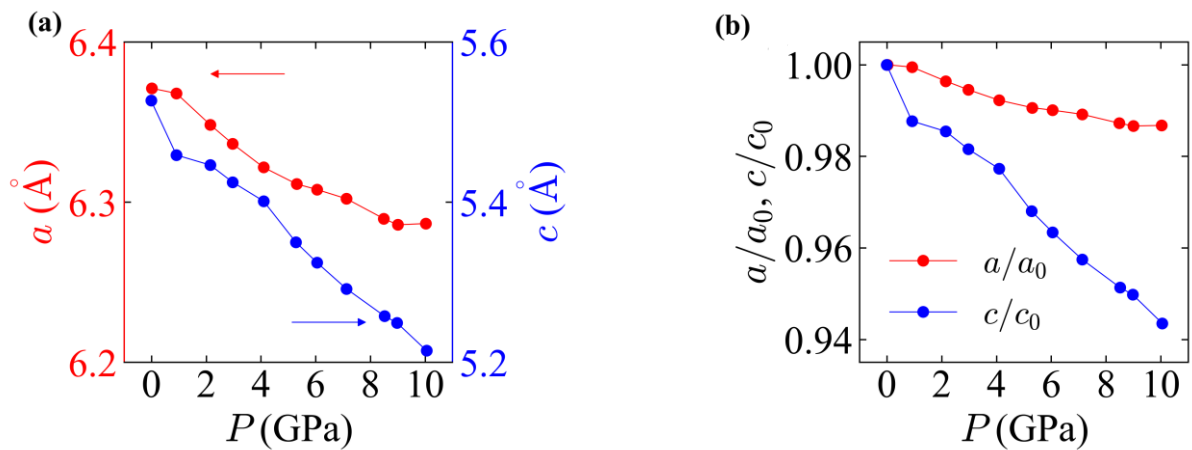 (a)
6.4
6.3
6.2
a (Å)
5.6
5.4
5.2
c (Å)
0 2 4 6 8 10
P (GPa)
(b)
1.00
0.98
0.96
0.94
a/a₀, c/c₀
a/a₀
c/c₀
0 2 4 6 8 10
P (GPa)